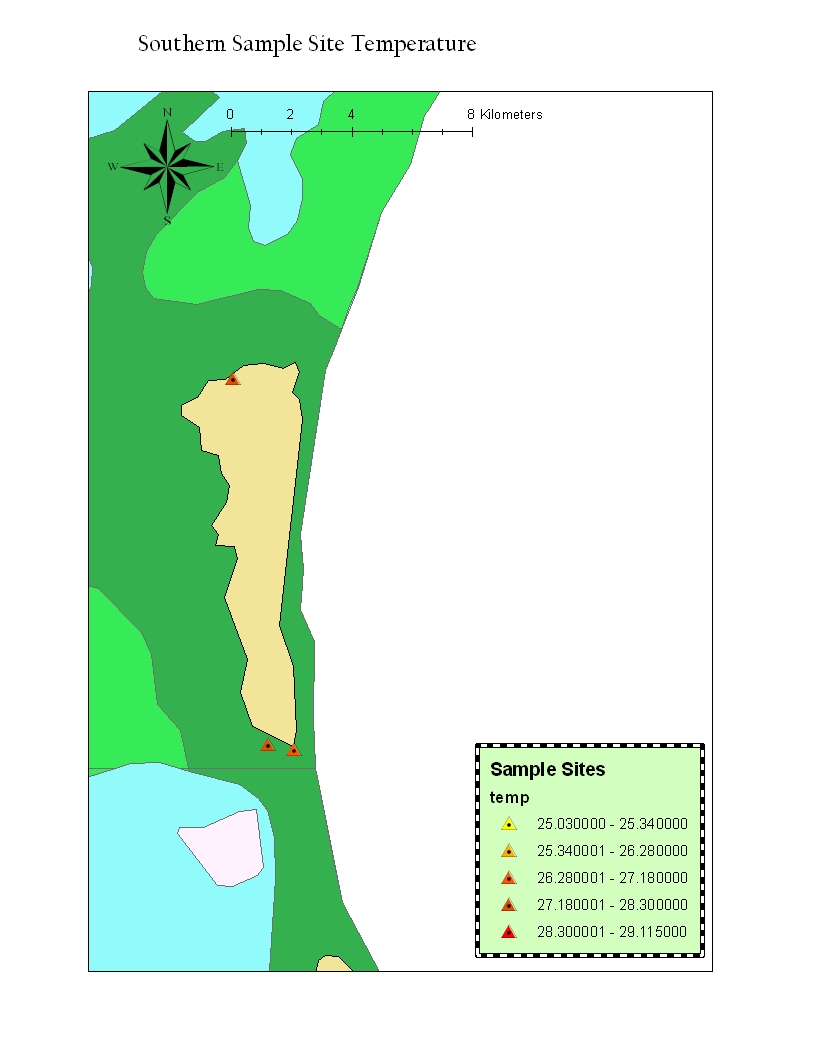 Southern Sample Site Temperature
0 2 4 8 Kilometers
N
W E
S
Sample Sites
temp
25.030000 - 25.340000
25.340001 - 26.280000
26.280001 - 27.180000
27.180001 - 28.300000
28.300001 - 29.115000